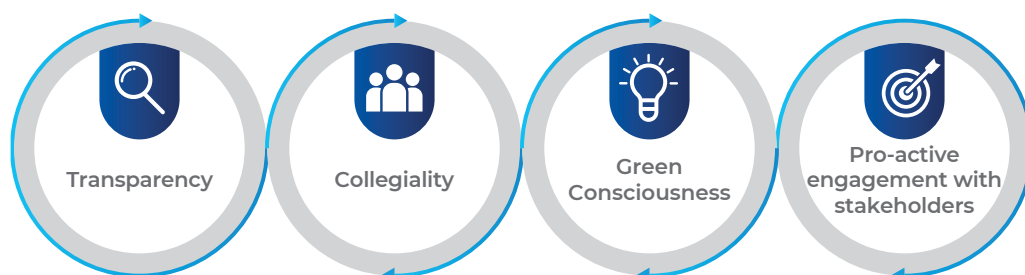 Transparency
Collegiality
Green
Consciousness
Pro-active
engagement with
stakeholders